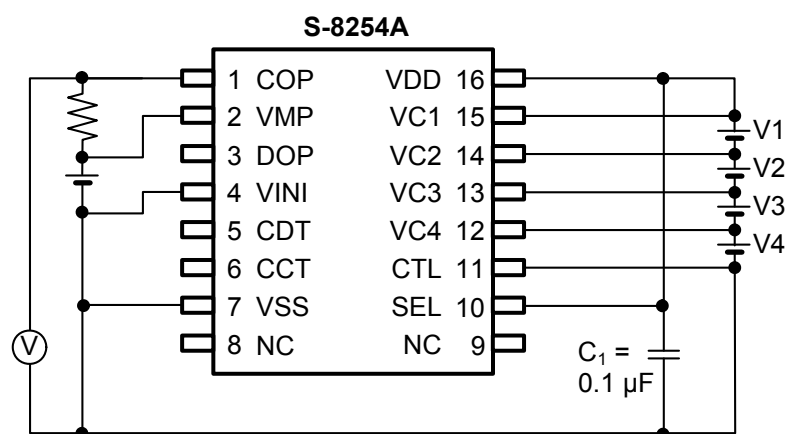 S-8254A
1 COP VDD 16
2 VMP VC1 15
3 DOP VC2 14
4 VINI VC3 13
5 CDT VC4 12
6 CCT CTL 11
7 VSS SEL 10
8 NC NC 9
V1
V2
V3
V4
V
C₁ =
0.1 µF